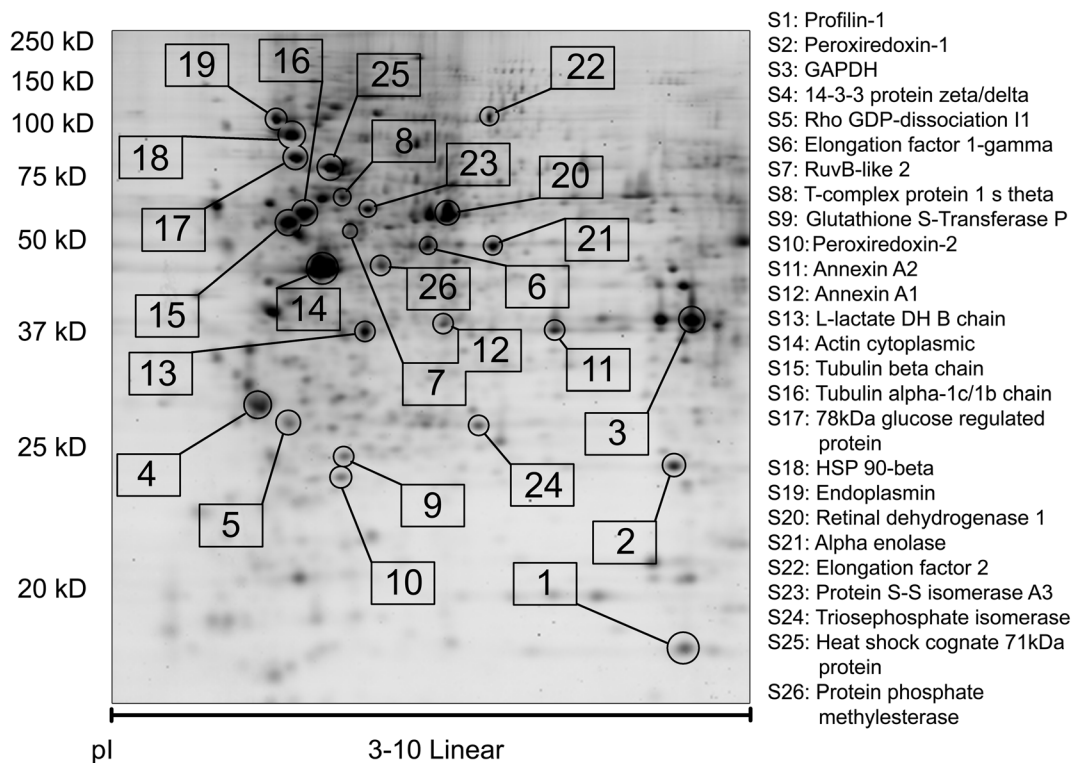 250 kD
150 kD
100 kD
75 kD
50 kD
37 kD
25 kD
20 kD
19
16
25
22
18
8
23
20
17
21
15
14
26
6
13
7
12
11
3
4
5
9
24
2
10
1
pI
3-10 Linear
S1: Profilin-1
S2: Peroxiredoxin-1
S3: GAPDH
S4: 14-3-3 protein zeta/delta
S5: Rho GDP-dissociation I1
S6: Elongation factor 1-gamma
S7: RuvB-like 2
S8: T-complex protein 1 s theta
S9: Glutathione S-Transferase P
S10: Peroxiredoxin-2
S11: Annexin A2
S12: Annexin A1
S13: L-lactate DH B chain
S14: Actin cytoplasmic
S15: Tubulin beta chain
S16: Tubulin alpha-1c/1b chain
S17: 78kDa glucose regulated
protein
S18: HSP 90-beta
S19: Endoplasmin
S20: Retinal dehydrogenase 1
S21: Alpha enolase
S22: Elongation factor 2
S23: Protein S-S isomerase A3
S24: Triosephosphate isomerase
S25: Heat shock cognate 71kDa
protein
S26: Protein phosphate
methylesterase